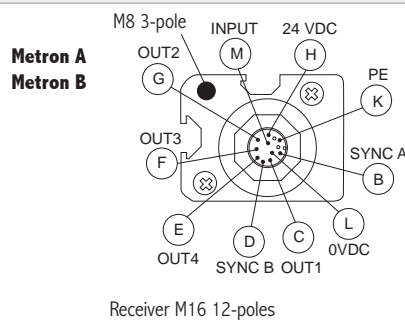 M8 3-pole
INPUT 24 VDC
Metron A OUT2
Metron B
M H
G PE
K
OUT3 SYNC A
F B
E D C L
OUT4 0VDC
SYNC B OUT1
Receiver M16 12-poles